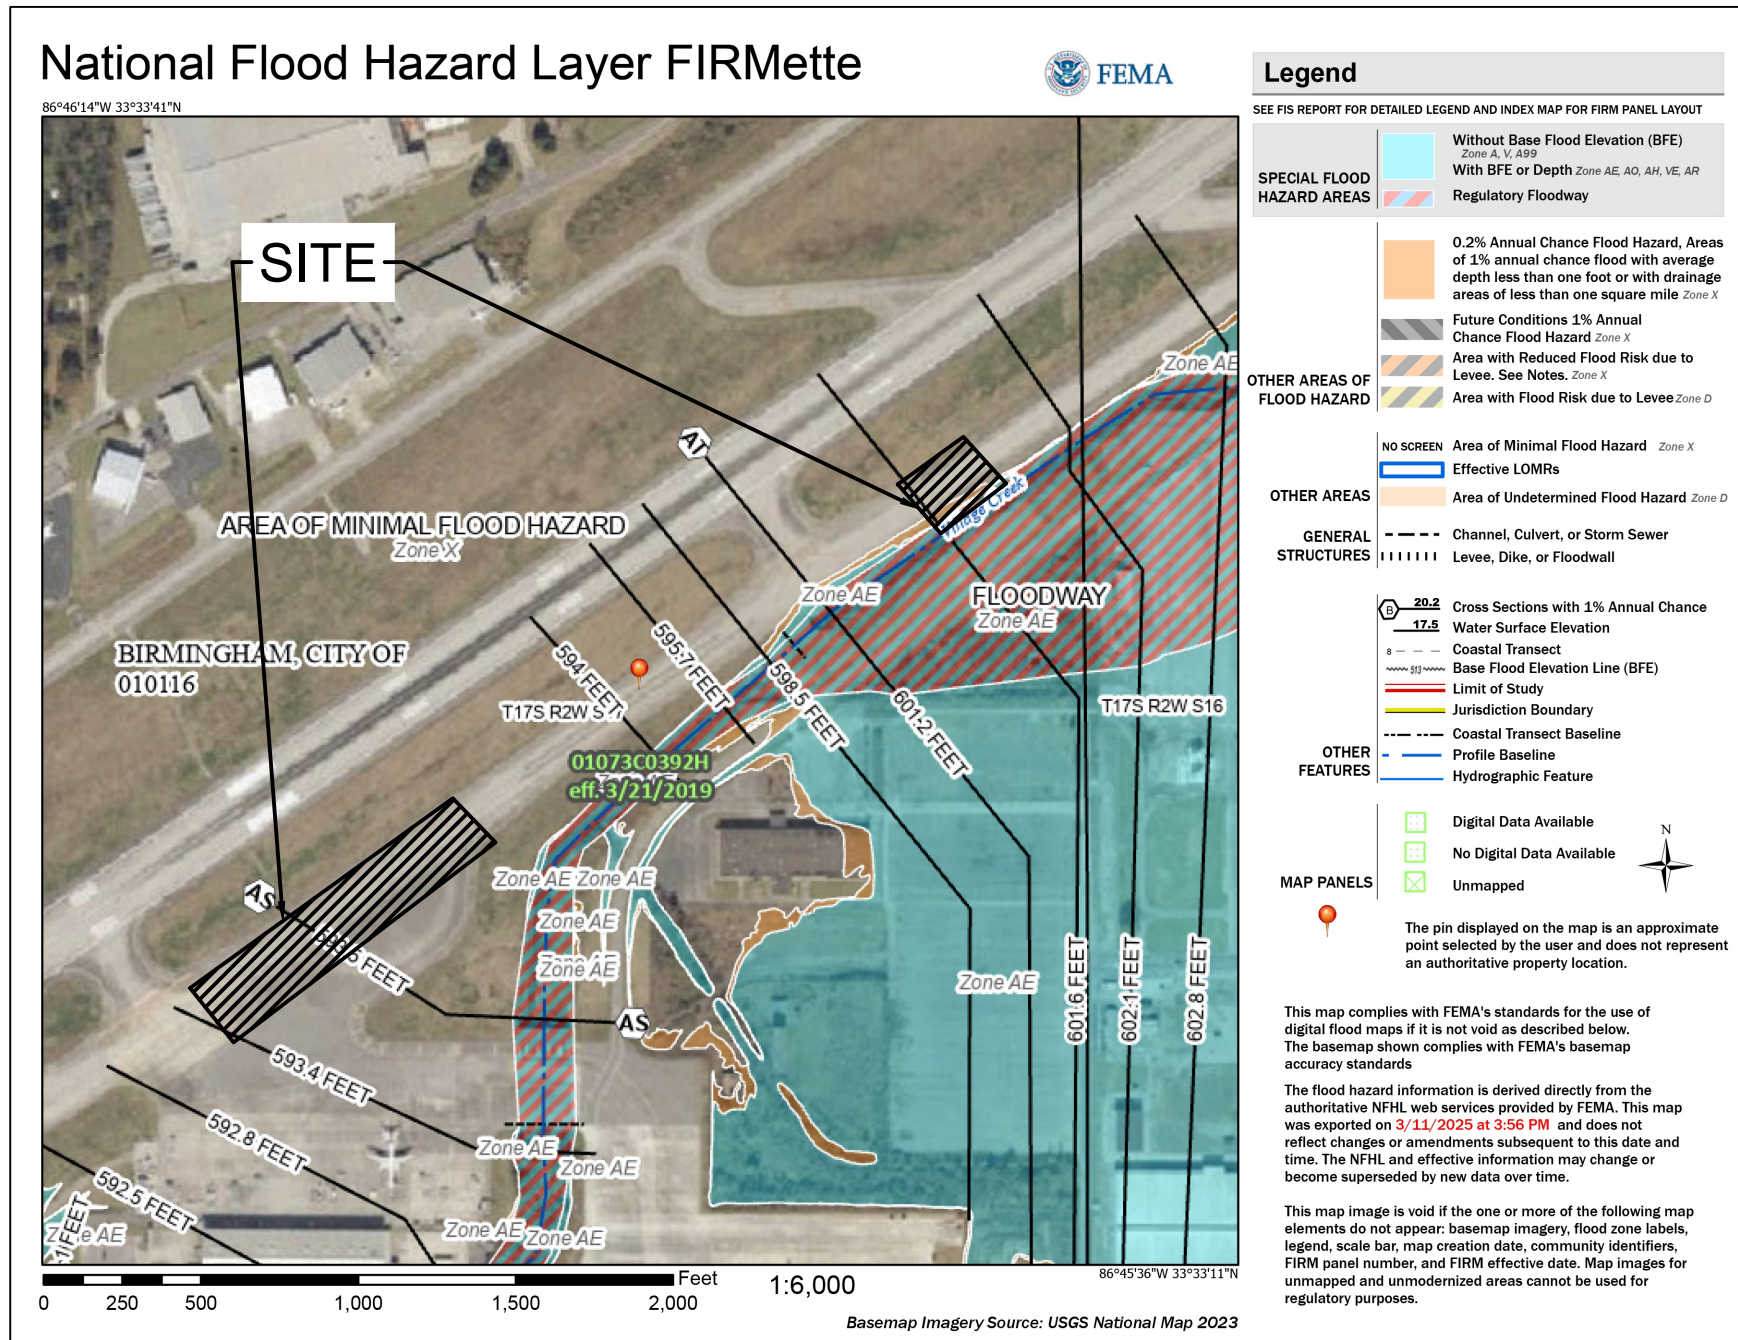 National Flood Hazard Layer FIRMette
FEMA
86°46'14"W 33°33'41"N
SITE
AREA OF MINIMAL FLOOD HAZARD
Zone X
BIRMINGHAM, CITY OF
010116
AT
Zone AE
Village Creek
Zone AE
FLOODWAY
Zone AE
594 FEET
595.7 FEET
598.5 FEET
601.2 FEET
T17S R2W
T17S R2W S16
01073C0392H
eff. 3/21/2019
Zone AE
Zone AE
AS
FEET
Zone AE
Zone AE
AS
Zone AE
601.6 FEET
602.1 FEET
602.8 FEET
593.4 FEET
592.8 FEET
592.5 FEET
Zone AE
Zone AE
Zone AE
Zone AE
FEET
AE
0
250
500
1,000
1,500
2,000
Feet
1:6,000
86°45'36"W 33°33'11"N
Basemap Imagery Source: USGS National Map 2023
Legend
SEE FIS REPORT FOR DETAILED LEGEND AND INDEX MAP FOR FIRM PANEL LAYOUT
SPECIAL FLOOD
HAZARD AREAS
Without Base Flood Elevation (BFE)
Zone A, V, A99
With BFE or Depth Zone AE, AO, AH, VE, AR
Regulatory Floodway
0.2% Annual Chance Flood Hazard, Areas
of 1% annual chance flood with average
depth less than one foot or with drainage
areas of less than one square mile Zone X
Future Conditions 1% Annual
Chance Flood Hazard Zone X
Area with Reduced Flood Risk due to
Levee. See Notes. Zone X
Area with Flood Risk due to Levee Zone D
OTHER AREAS OF
FLOOD HAZARD
NO SCREEN Area of Minimal Flood Hazard Zone X
Effective LOMRs
OTHER AREAS
Area of Undetermined Flood Hazard Zone D
GENERAL
STRUCTURES
Channel, Culvert, or Storm Sewer
Levee, Dike, or Floodwall
B 20.2 Cross Sections with 1% Annual Chance
17.5 Water Surface Elevation
8 Coastal Transect
513 Base Flood Elevation Line (BFE)
Limit of Study
Jurisdiction Boundary
Coastal Transect Baseline
OTHER
FEATURES
Profile Baseline
Hydrographic Feature
Digital Data Available
No Digital Data Available
Unmapped
MAP PANELS
N
The pin displayed on the map is an approximate
point selected by the user and does not represent
an authoritative property location.
This map complies with FEMA's standards for the use of
digital flood maps if it is not void as described below.
The basemap shown complies with FEMA's basemap
accuracy standards
The flood hazard information is derived directly from the
authoritative NFHL web services provided by FEMA. This map
was exported on 3/11/2025 at 3:56 PM and does not
reflect changes or amendments subsequent to this date and
time. The NFHL and effective information may change or
become superseded by new data over time.
This map image is void if the one or more of the following map
elements do not appear: basemap imagery, flood zone labels,
legend, scale bar, map creation date, community identifiers,
FIRM panel number, and FIRM effective date. Map images for
unmapped and unmodernized areas cannot be used for
regulatory purposes.